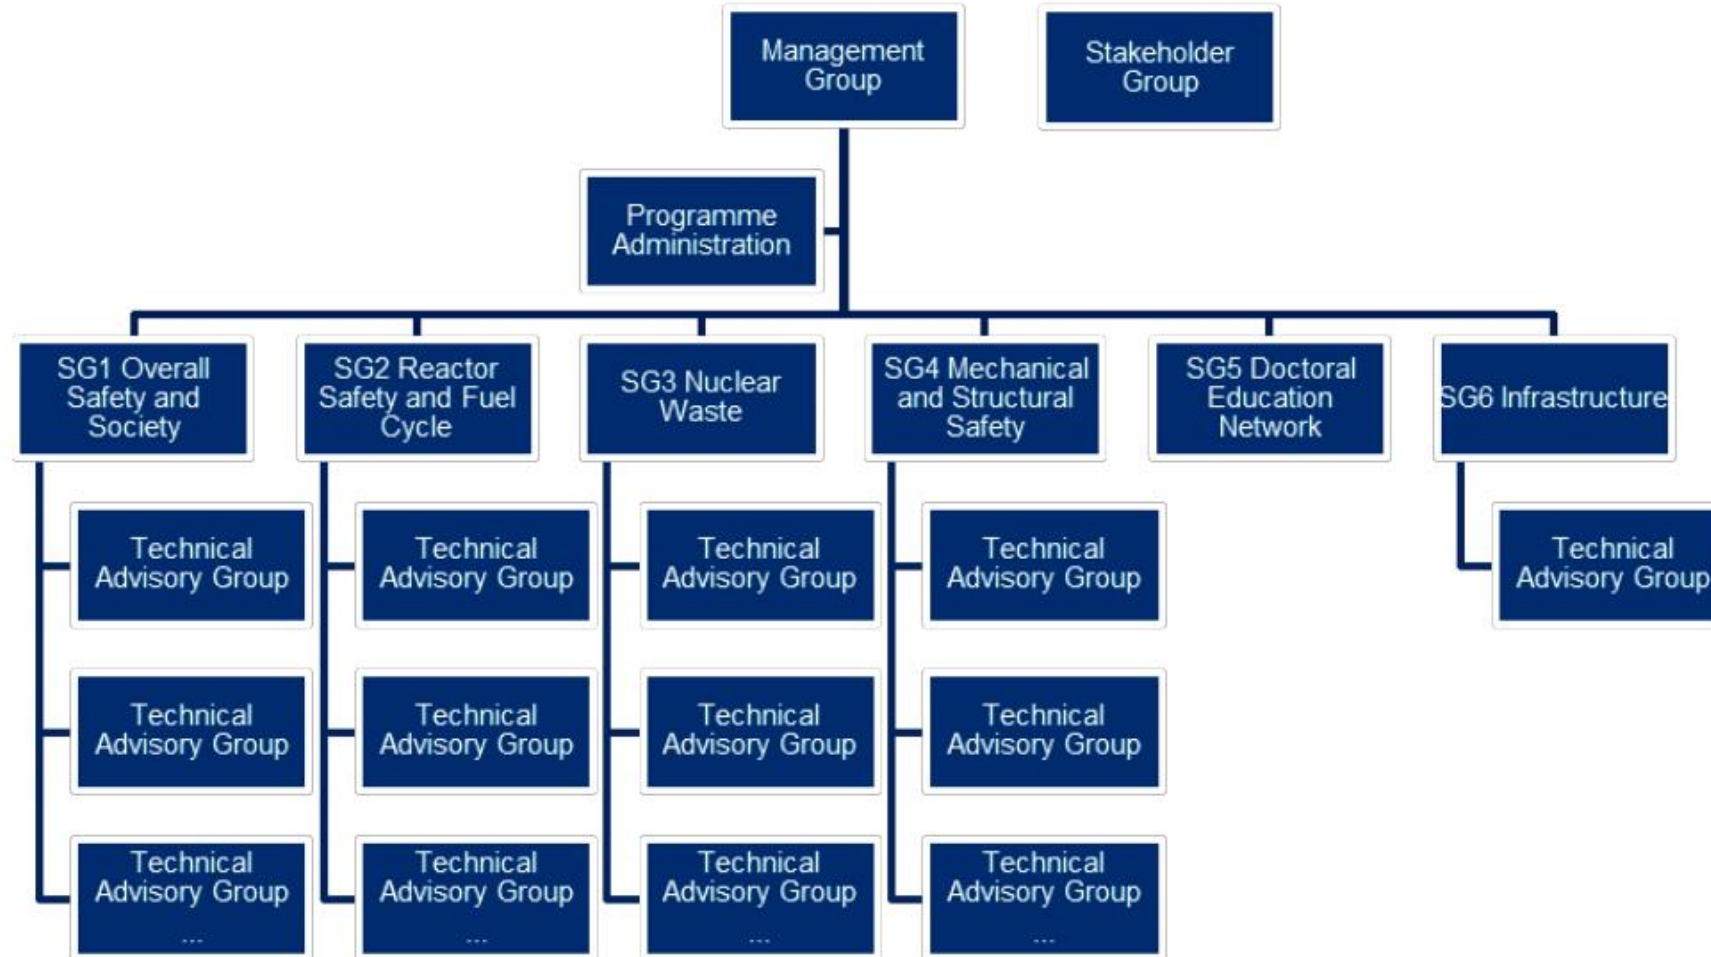 Management
Group
Stakeholder
Group
Programme
Administration
SG1 Overall
Safety and
Society
SG2 Reactor
Safety and Fuel
Cycle
SG3 Nuclear
Waste
SG4 Mechanical
and Structural
Safety
SG5 Doctoral
Education
Network
SG6 Infrastructure
Technical
Advisory Group
Technical
Advisory Group
Technical
Advisory Group
Technical
Advisory Group
Technical
Advisory Group
Technical
Advisory Group
Technical
Advisory Group
Technical
Advisory Group
Technical
Advisory Group
Technical
Advisory Group
...
Technical
Advisory Group
...
Technical
Advisory Group
...
Technical
Advisory Group
...